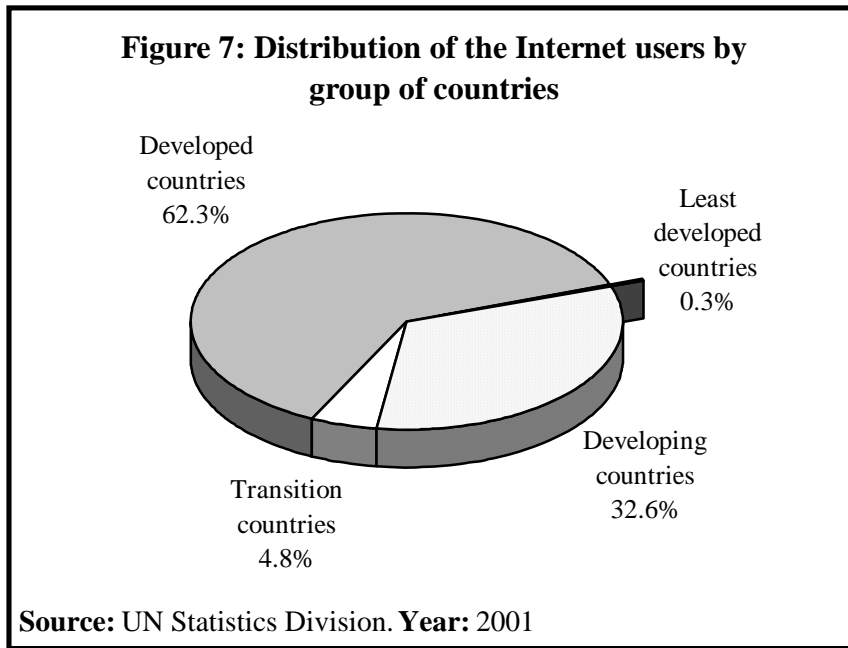 Figure 7: Distribution of the Internet users by
group of countries
Developed
countries
62.3%
Least
developed
countries
0.3%
Developing
countries
32.6%
Transition
countries
4.8%
Source: UN Statistics Division. Year: 2001